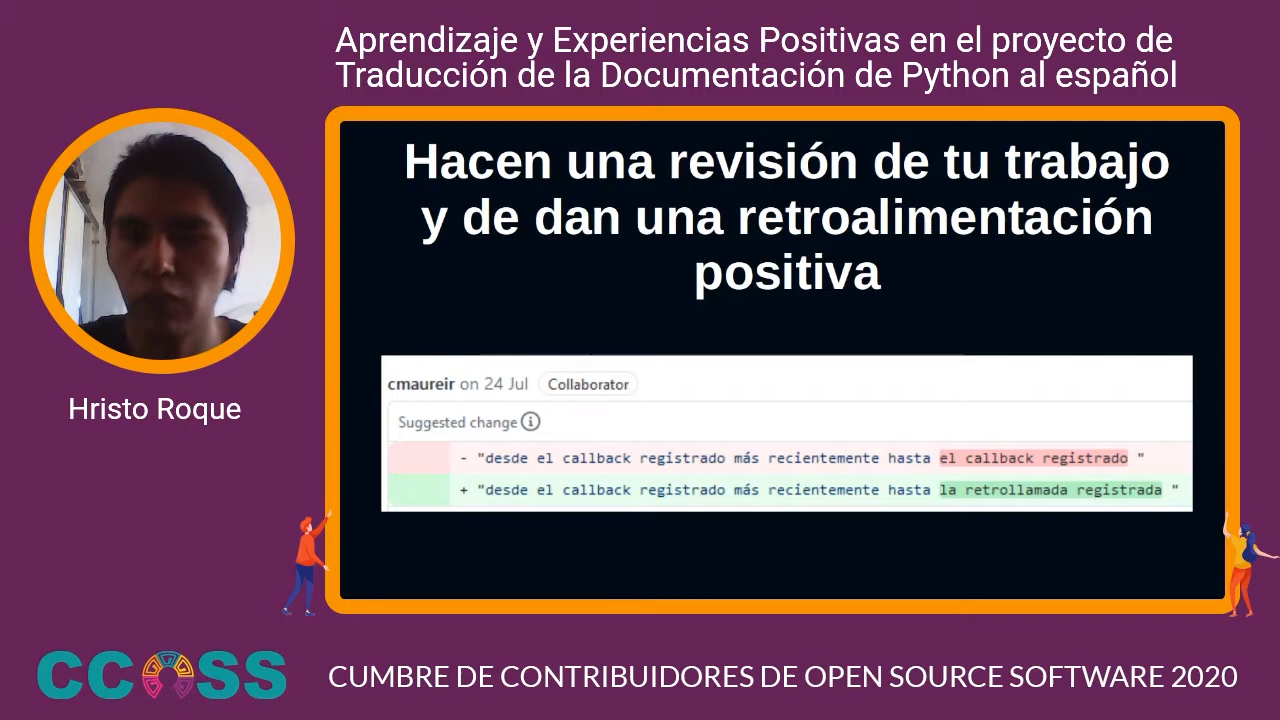 Aprendizaje y Experiencias Positivas en el proyecto de
Traducción de la Documentación de Python al español
Hacen una revisión de tu trabajo
y de dan una retroalimentación
positiva
cmaureir on 24 Jul Collaborator
Suggested change
- "desde el callback registrado más recientemente hasta el callback registrado "
+ "desde el callback registrado más recientemente hasta la retrollamada registrada "
Hristo Roque
CCOSS
CUMBRE DE CONTRIBUIDORES DE OPEN SOURCE SOFTWARE 2020